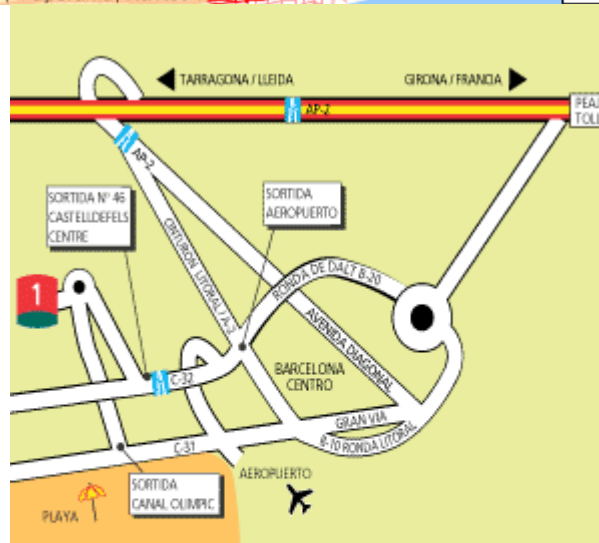 TARRAGONA / LLEIDA
GIRONA / FRANCIA
AP-2
PEAJ
TOLL
AP-2
SORTIDA Nº 46
CASTELLDEFELS
CENTRE
SORTIDA
AEROPUERTO
CINTURON LITORAL / A-2
RONDA DE DALT B-20
1
AVENIDA DIAGONAL
BARCELONA
CENTRO
C-32
GRAN VIA
B-10 RONDA LITORAL
C-31
AEROPUERTO
SORTIDA
CANAL OLIMPIC
PLAYA